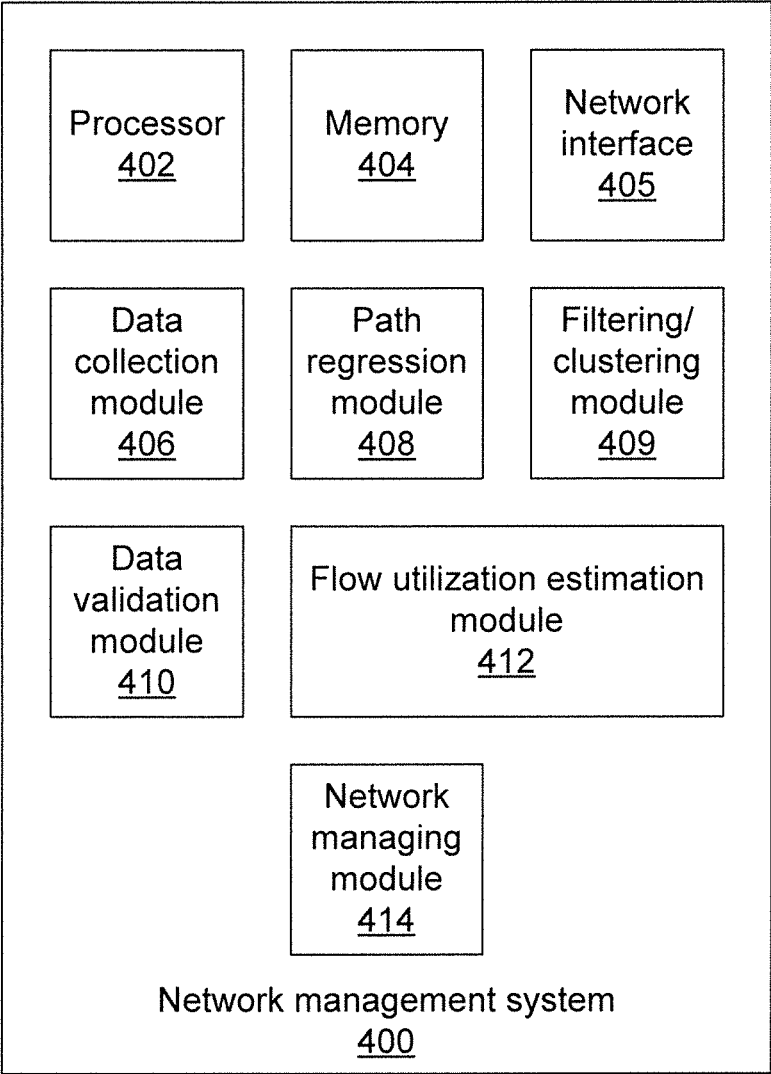 Processor
402
Memory
404
Network
interface
405
Data
collection
module
406
Path
regression
module
408
Filtering/
clustering
module
409
Data
validation
module
410
Flow utilization estimation
module
412
Network
managing
module
414
Network management system
400